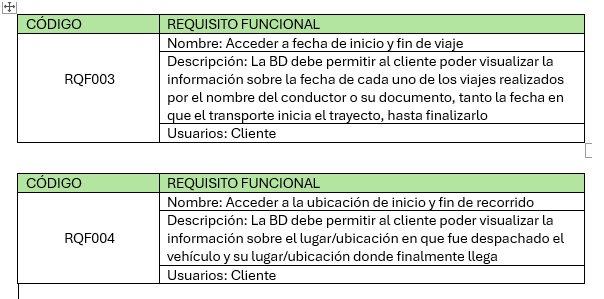 CÓDIGO REQUISITO FUNCIONAL
Nombre: Acceder a fecha de inicio y fin de viaje
RQF003
Descripción: La BD debe permitir al cliente poder visualizar la
información sobre la fecha de cada uno de los viajes realizados
por el nombre del conductor o su documento, tanto la fecha en
que el transporte inicia el trayecto, hasta finalizarlo
Usuarios: Cliente
CÓDIGO REQUISITO FUNCIONAL
Nombre: Acceder a la ubicación de inicio y fin de recorrido
RQF004
Descripción: La BD debe permitir al cliente poder visualizar la
información sobre el lugar/ubicación en que fue despachado el
vehículo y su lugar/ubicación donde finalmente llega
Usuarios: Cliente